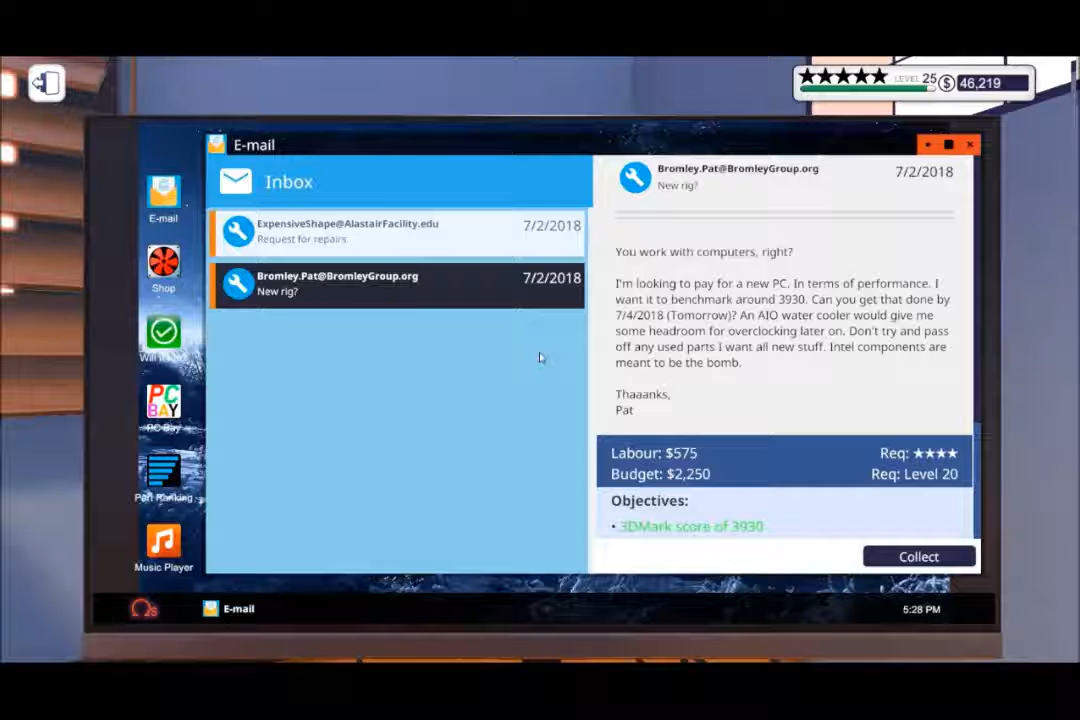 LEVEL 25
$ 46,219
E-mail
Inbox
ExpensiveShape@AlastairFacility.edu
7/2/2018
Request for repairs
Bromley.Pat@BromleyGroup.org
7/2/2018
New rig?
Bromley.Pat@BromleyGroup.org
7/2/2018
New rig?
You work with computers, right?
I'm looking to pay for a new PC. In terms of performance. I
want it to benchmark around 3930. Can you get that done by
7/4/2018 (Tomorrow)? An AIO water cooler would give me
some headroom for overclocking later on. Don't try and pass
off any used parts I want all new stuff. Intel components are
meant to be the bomb.
Thaaanks,
Pat
Labour: $575
Req: ★★★★
Budget: $2,250
Req: Level 20
Objectives:
• 3DMark score of 3930
Collect
E-mail
Shop
PC BAY
PC Bay
Part Ranking
Music Player
E-mail
5:28 PM